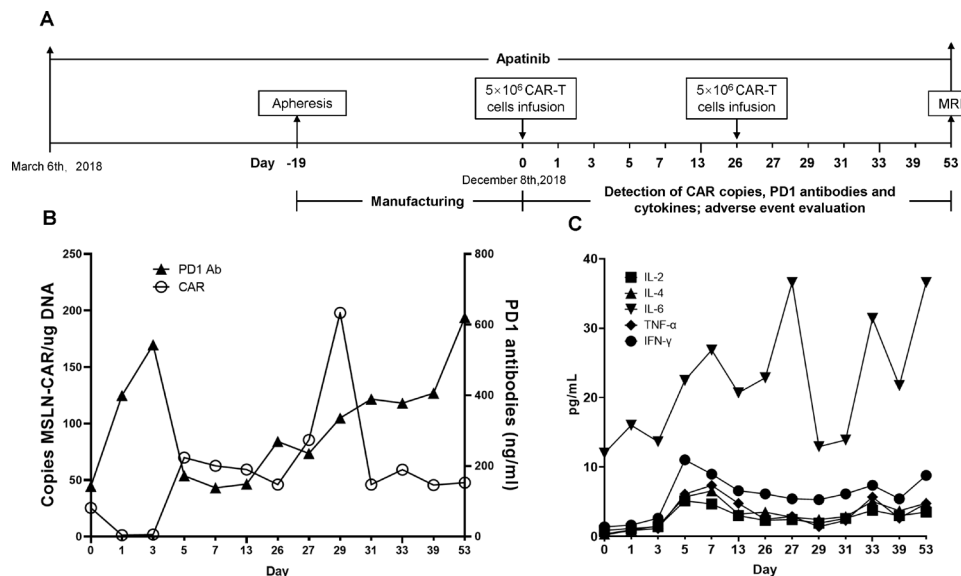 A
Apatinib
Apheresis
5×10⁶ CAR-T
cells infusion
5×10⁶ CAR-T
cells infusion
MRI
March 6th, 2018
Day -19 0 1 3 5 7 13 26 27 29 31 33 39 53
December 8th,2018
Manufacturing
Detection of CAR copies, PD1 antibodies and
cytokines; adverse event evaluation
B
Copies MSLN-CAR/ug DNA
250
200
150
100
50
0
PD1 Ab
CAR
800
600
400
200
0
PD1 antibodies (ng/ml)
0 1 3 5 7 13 26 27 29 31 33 39 53
Day
C
pg/mL
40
30
20
10
0
IL-2
IL-4
IL-6
TNF-α
IFN-γ
0 1 3 5 7 13 26 27 29 31 33 39 53
Day